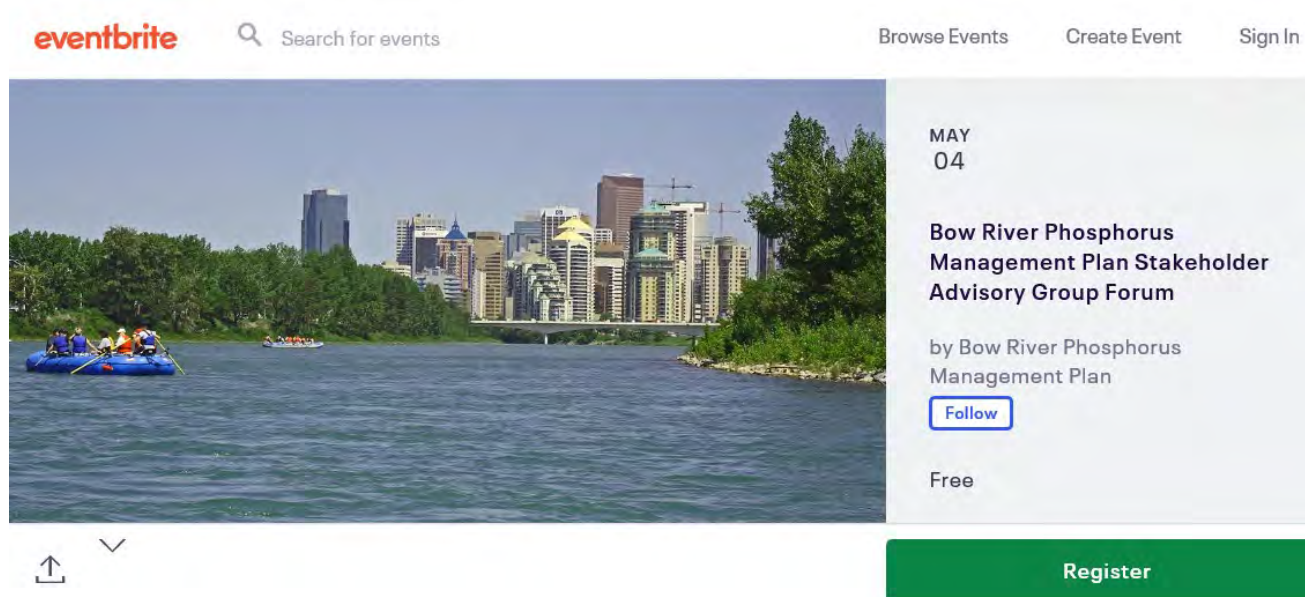 eventbrite
Search for events
Browse Events
Create Event
Sign In
MAY
04
Bow River Phosphorus
Management Plan Stakeholder
Advisory Group Forum
by Bow River Phosphorus
Management Plan
Follow
Free
Register